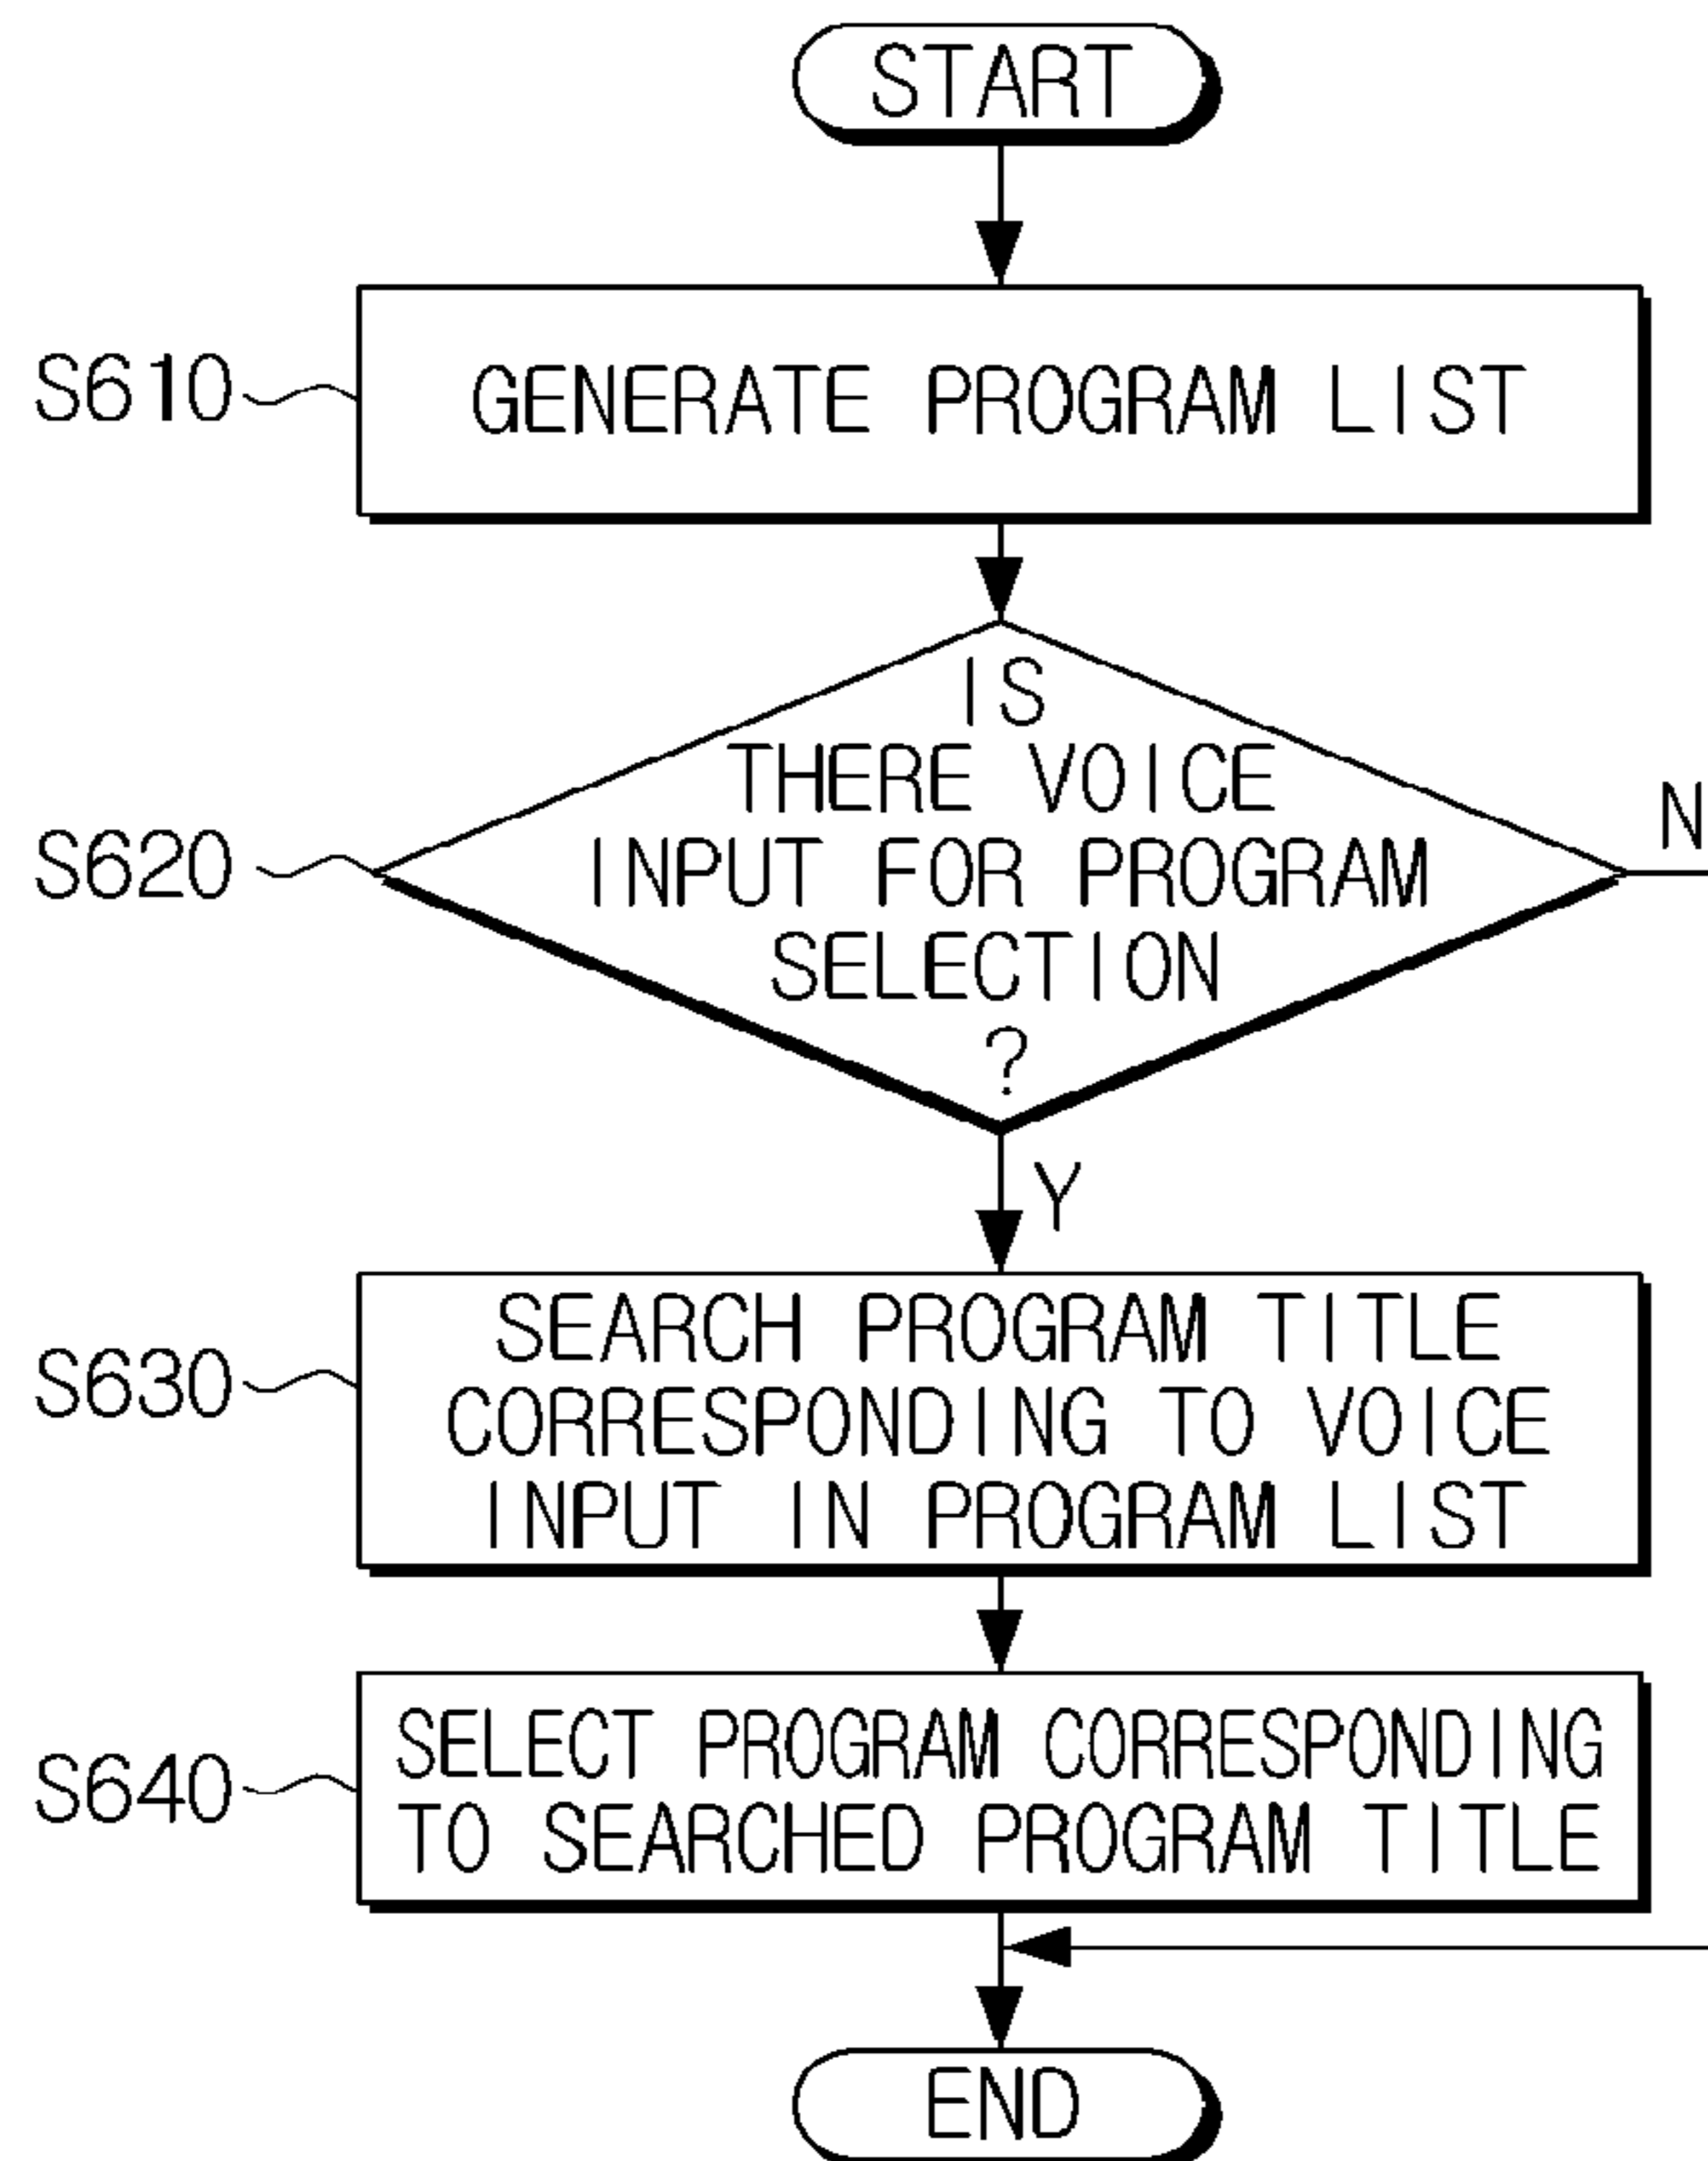 START
S610
GENERATE PROGRAM LIST
IS
THERE VOICE
INPUT FOR PROGRAM
SELECTION
?
S620
N
Y
S630
SEARCH PROGRAM TITLE
CORRESPONDING TO VOICE
INPUT IN PROGRAM LIST
S640
SELECT PROGRAM CORRESPONDING
TO SEARCHED PROGRAM TITLE
END